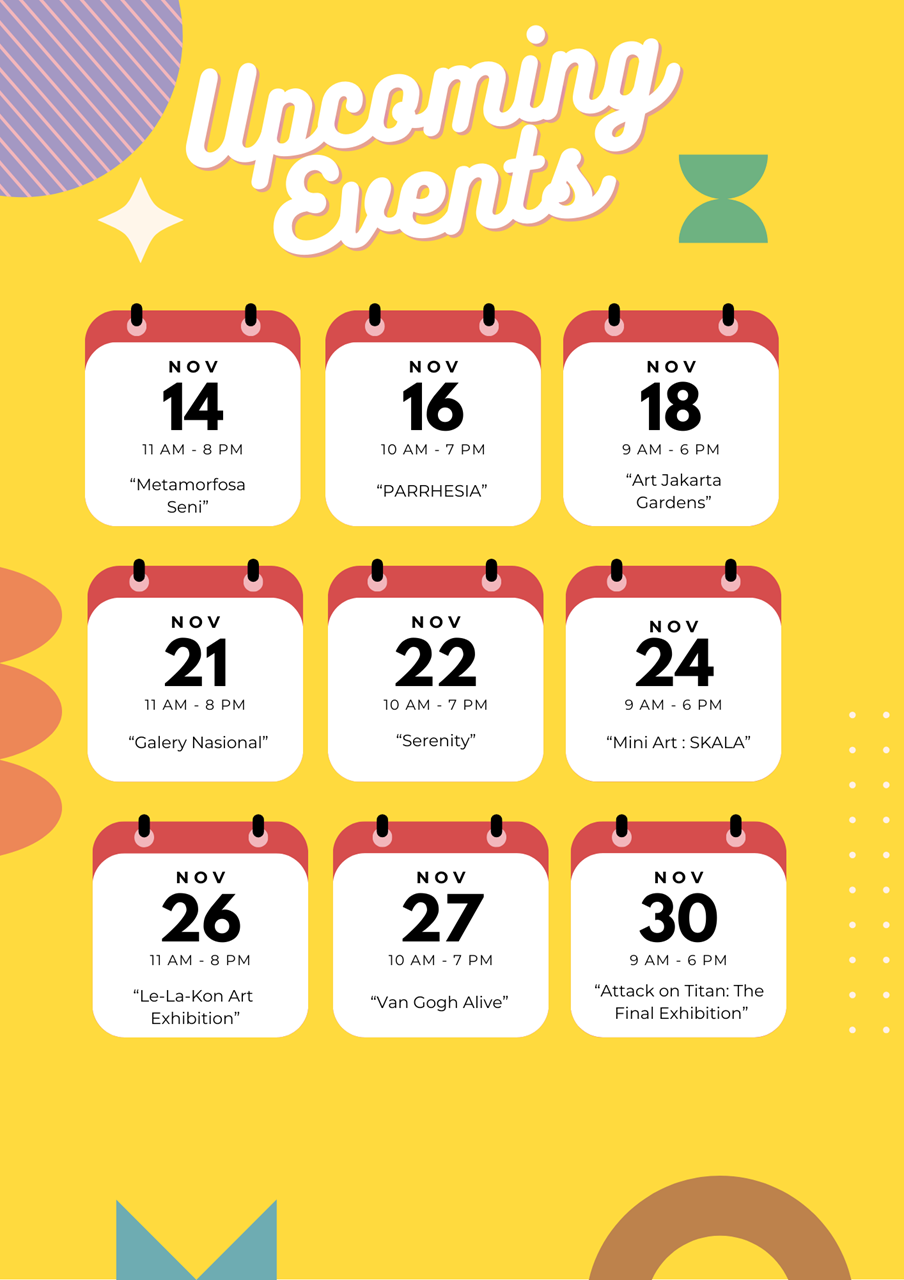 Upcoming
Events
NOV
14
11 AM - 8 PM
“Metamorfosa
Seni”
NOV
16
10 AM - 7 PM
“PARRHESIA”
NOV
18
9 AM - 6 PM
“Art Jakarta
Gardens”
NOV
21
11 AM - 8 PM
“Galery Nasional”
NOV
22
10 AM - 7 PM
“Serenity”
NOV
24
9 AM - 6 PM
“Mini Art : SKALA”
NOV
26
11 AM - 8 PM
“Le-La-Kon Art
Exhibition”
NOV
27
10 AM - 7 PM
“Van Gogh Alive”
NOV
30
9 AM - 6 PM
“Attack on Titan: The
Final Exhibition”